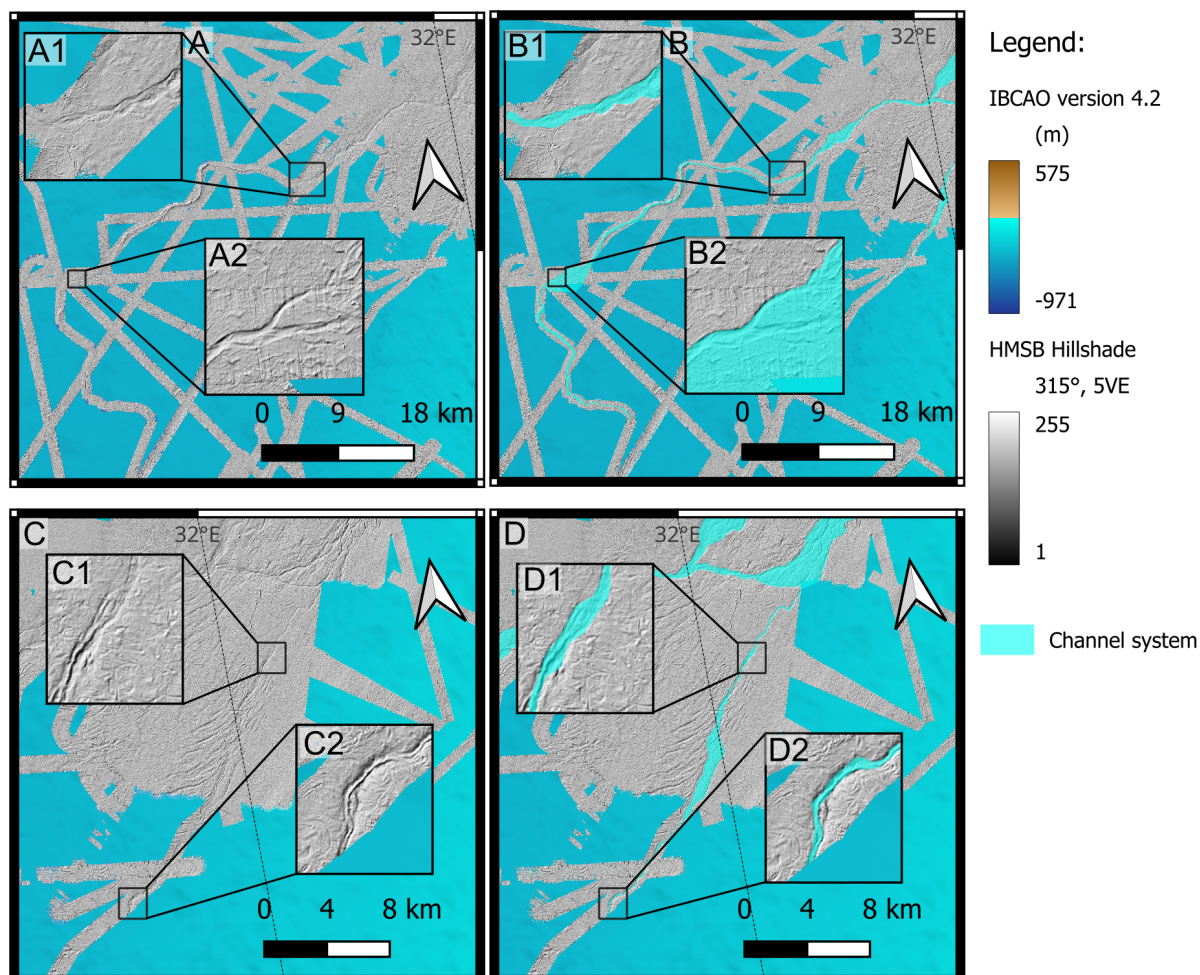 A1
A
32°E
A2
0 9 18 km
B1
B
32°E
B2
0 9 18 km
C
32°E
C1
C2
0 4 8 km
D
32°E
D1
D2
0 4 8 km
Legend:
IBCAO version 4.2
(m)
575
-971
HMSB Hillshade
315°, 5VE
255
1
Channel system